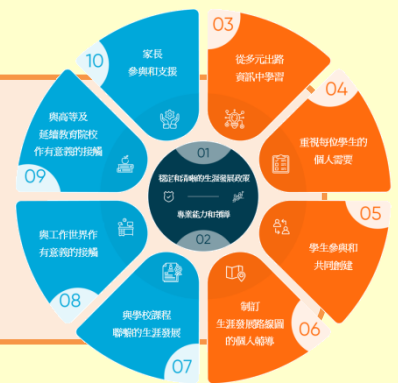 01
穩定和清晰的生涯發展政策
專業能力和領導
02
03
從多元出路
資訊中學習
04
重視每位學生的
個人需要
05
學生參與和
共同創建
制訂
生涯發展路線圖
的個人輔導
06
與學校課程
聯繫的生涯發展
07
與工作世界作
有意義的接觸
08
與高等及
延續教育院校
作有意義的接觸
09
10
家長
參與和支援